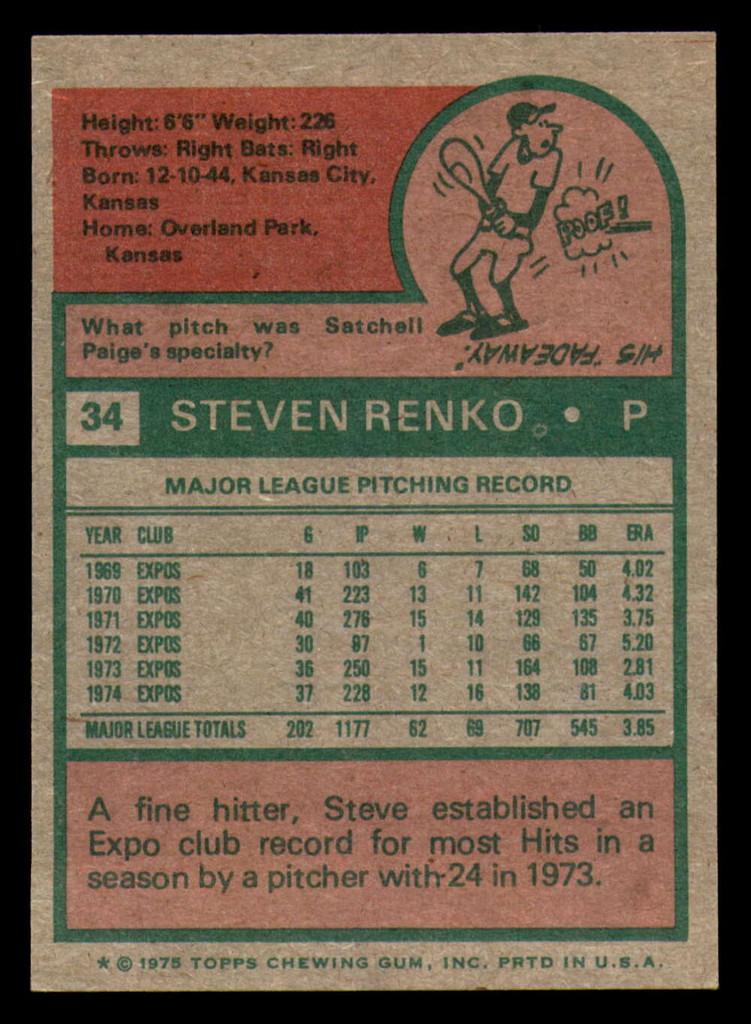 Height: 6'6" Weight: 226
Throws: Right Bats: Right
Born: 12-10-44, Kansas City,
Kansas
Home: Overland Park,
Kansas
POOF!
What pitch was Satchell
Paige's specialty?
HIS "FADEAWAY".
34 STEVEN RENKO • P
MAJOR LEAGUE PITCHING RECORD
YEAR CLUB G IP W L SO BB ERA
1969 EXPOS 18 103 6 7 68 50 4.02
1970 EXPOS 41 223 13 11 142 104 4.32
1971 EXPOS 40 276 15 14 129 135 3.75
1972 EXPOS 30 97 1 10 66 67 5.20
1973 EXPOS 36 250 15 11 164 108 2.81
1974 EXPOS 37 228 12 16 138 81 4.03
MAJOR LEAGUE TOTALS 202 1177 62 69 707 545 3.85
A fine hitter, Steve established an
Expo club record for most Hits in a
season by a pitcher with 24 in 1973.
* © 1975 TOPPS CHEWING GUM, INC. PRTD IN U.S.A.